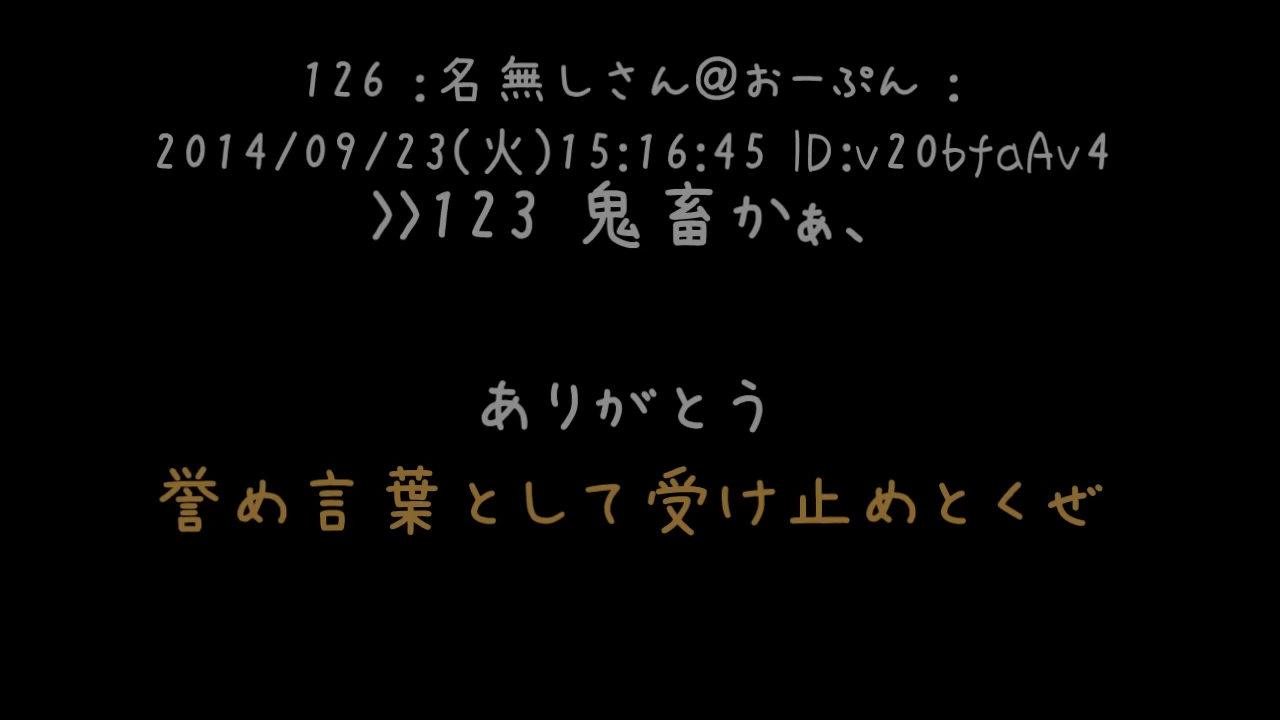 126 :名無しさん@おーぷん :
2014/09/23(火)15:16:45 ID:v20bfaAv4
>>123 鬼畜かぁ、
ありがとう
誉め言葉として受け止めとくぜ